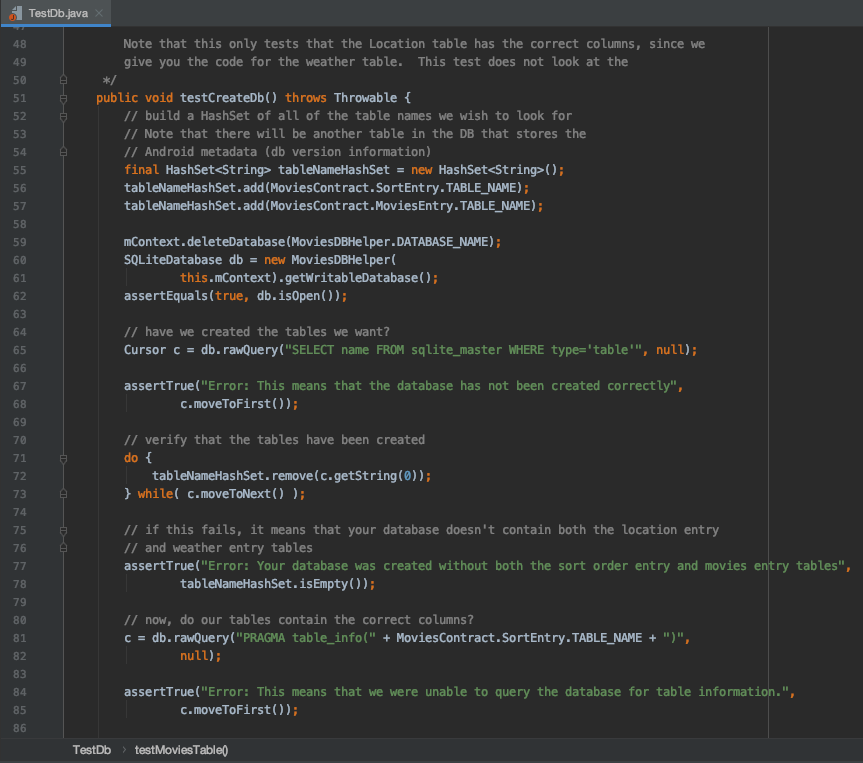 TestDb.java
47
48 Note that this only tests that the Location table has the correct columns, since we
49 give you the code for the weather table.  This test does not look at the
50 */
51 public void testCreateDb() throws Throwable {
52 // build a HashSet of all of the table names we wish to look for
53 // Note that there will be another table in the DB that stores the
54 // Android metadata (db version information)
55 final HashSet<String> tableNameHashSet = new HashSet<String>();
56 tableNameHashSet.add(MoviesContract.SortEntry.TABLE_NAME);
57 tableNameHashSet.add(MoviesContract.MoviesEntry.TABLE_NAME);
58
59 mContext.deleteDatabase(MoviesDBHelper.DATABASE_NAME);
60 SQLiteDatabase db = new MoviesDBHelper(
61 this.mContext).getWritableDatabase();
62 assertEquals(true, db.isOpen());
63
64 // have we created the tables we want?
65 Cursor c = db.rawQuery("SELECT name FROM sqlite_master WHERE type='table'", null);
66
67 assertTrue("Error: This means that the database has not been created correctly",
68 c.moveToFirst());
69
70 // verify that the tables have been created
71 do {
72 tableNameHashSet.remove(c.getString(0));
73 } while( c.moveToNext() );
74
75 // if this fails, it means that your database doesn't contain both the location entry
76 // and weather entry tables
77 assertTrue("Error: Your database was created without both the sort order entry and movies entry tables",
78 tableNameHashSet.isEmpty());
79
80 // now, do our tables contain the correct columns?
81 c = db.rawQuery("PRAGMA table_info(" + MoviesContract.SortEntry.TABLE_NAME + ")",
82 null);
83
84 assertTrue("Error: This means that we were unable to query the database for table information.",
85 c.moveToFirst());
86
TestDb › testMoviesTable()